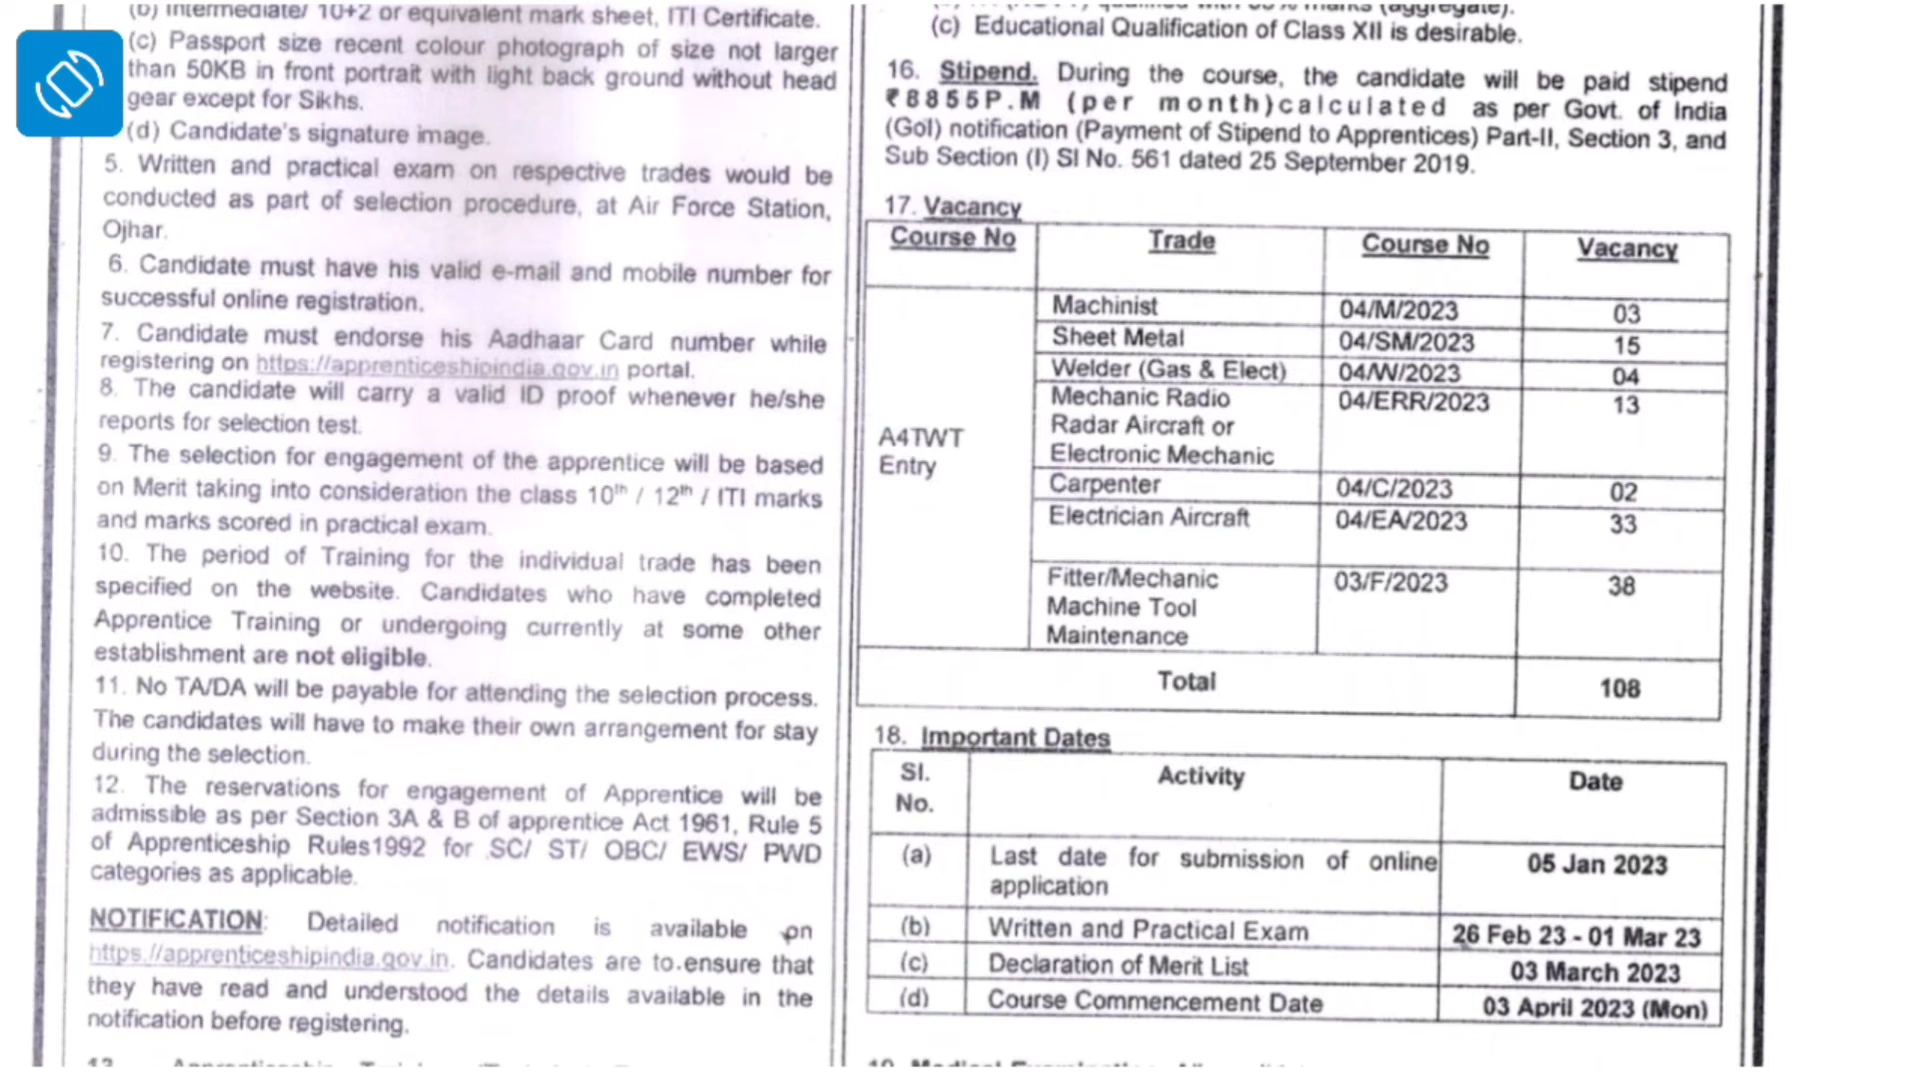 (b) Intermediate/ 10+2 or equivalent mark sheet, ITI Certificate.
(c) Passport size recent colour photograph of size not larger
than 50KB in front portrait with light back ground without head
gear except for Sikhs.
(d) Candidate's signature image.
5. Written and practical exam on respective trades would be
conducted as part of selection procedure, at Air Force Station,
Ojhar.
6. Candidate must have his valid e-mail and mobile number for
successful online registration.
7. Candidate must endorse his Aadhaar Card number while
registering on https://apprenticeshipindia.gov.in portal.
8. The candidate will carry a valid ID proof whenever he/she
reports for selection test.
9. The selection for engagement of the apprentice will be based
on Merit taking into consideration the class 10th / 12th / ITI marks
and marks scored in practical exam.
10. The period of Training for the individual trade has been
specified on the website. Candidates who have completed
Apprentice Training or undergoing currently at some other
establishment are not eligible.
11. No TA/DA will be payable for attending the selection process.
The candidates will have to make their own arrangement for stay
during the selection.
12. The reservations for engagement of Apprentice will be
admissible as per Section 3A & B of apprentice Act 1961, Rule 5
of Apprenticeship Rules1992 for SC/ ST/ OBC/ EWS/ PWD
categories as applicable.
NOTIFICATION: Detailed notification is available on
https://apprenticeshipindia.gov.in. Candidates are to.ensure that
they have read and understood the details available in the
notification before registering.
marks (aggregate).
(c) Educational Qualification of Class XII is desirable.
16. Stipend. During the course, the candidate will be paid stipend
₹8855P.M (per month)calculated as per Govt. of India
(GoI) notification (Payment of Stipend to Apprentices) Part-II, Section 3, and
Sub Section (I) SI No. 561 dated 25 September 2019.
17. Vacancy
Course No Trade Course No Vacancy
A4TWT Entry
Machinist 04/M/2023 03
Sheet Metal 04/SM/2023 15
Welder (Gas & Elect) 04/W/2023 04
Mechanic Radio 04/ERR/2023 13
Radar Aircraft or
Electronic Mechanic
Carpenter 04/C/2023 02
Electrician Aircraft 04/EA/2023 33
Fitter/Mechanic 03/F/2023 38
Machine Tool
Maintenance
Total 108
18. Important Dates
Sl. No. Activity Date
(a) Last date for submission of online 05 Jan 2023
application
(b) Written and Practical Exam 26 Feb 23 - 01 Mar 23
(c) Declaration of Merit List 03 March 2023
(d) Course Commencement Date 03 April 2023 (Mon)